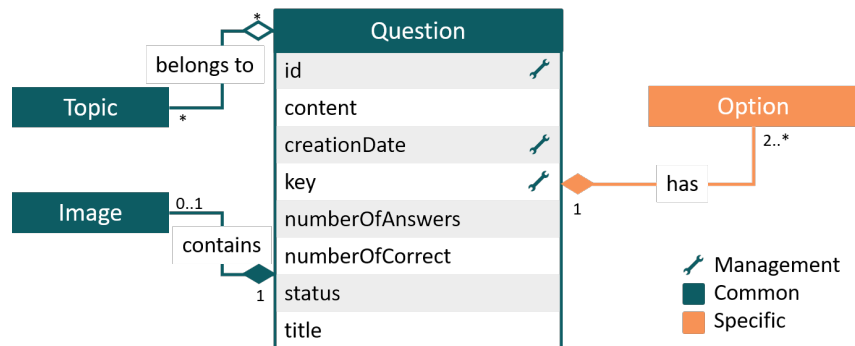 *
Question
belongs to
id
Topic
*
content
Option
creationDate
2..*
key
has
1
Image
0..1
numberOfAnswers
contains
numberOfCorrect
1
status
title
Management
Common
Specific